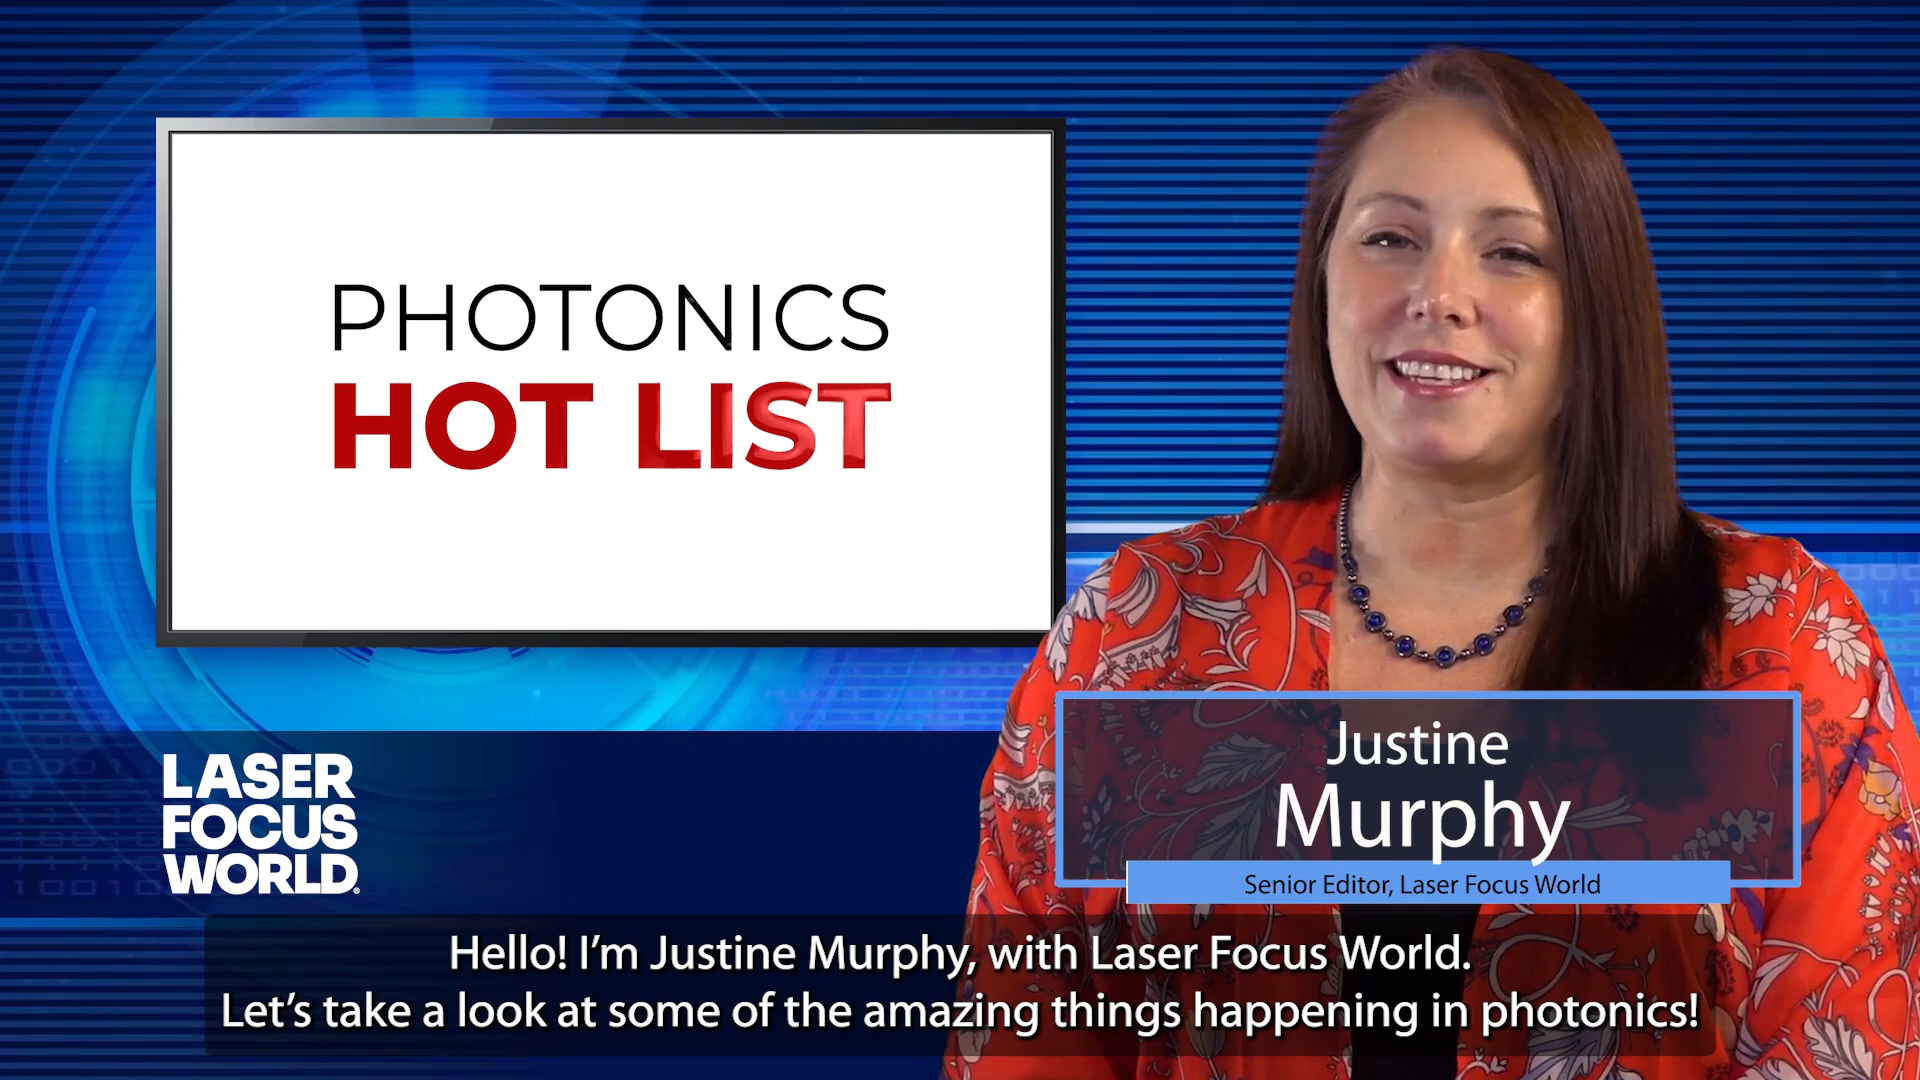 PHOTONICS
HOT LIST
LASER
FOCUS
WORLD®
Justine
Murphy
Senior Editor, Laser Focus World
Hello! I’m Justine Murphy, with Laser Focus World.
Let’s take a look at some of the amazing things happening in photonics!